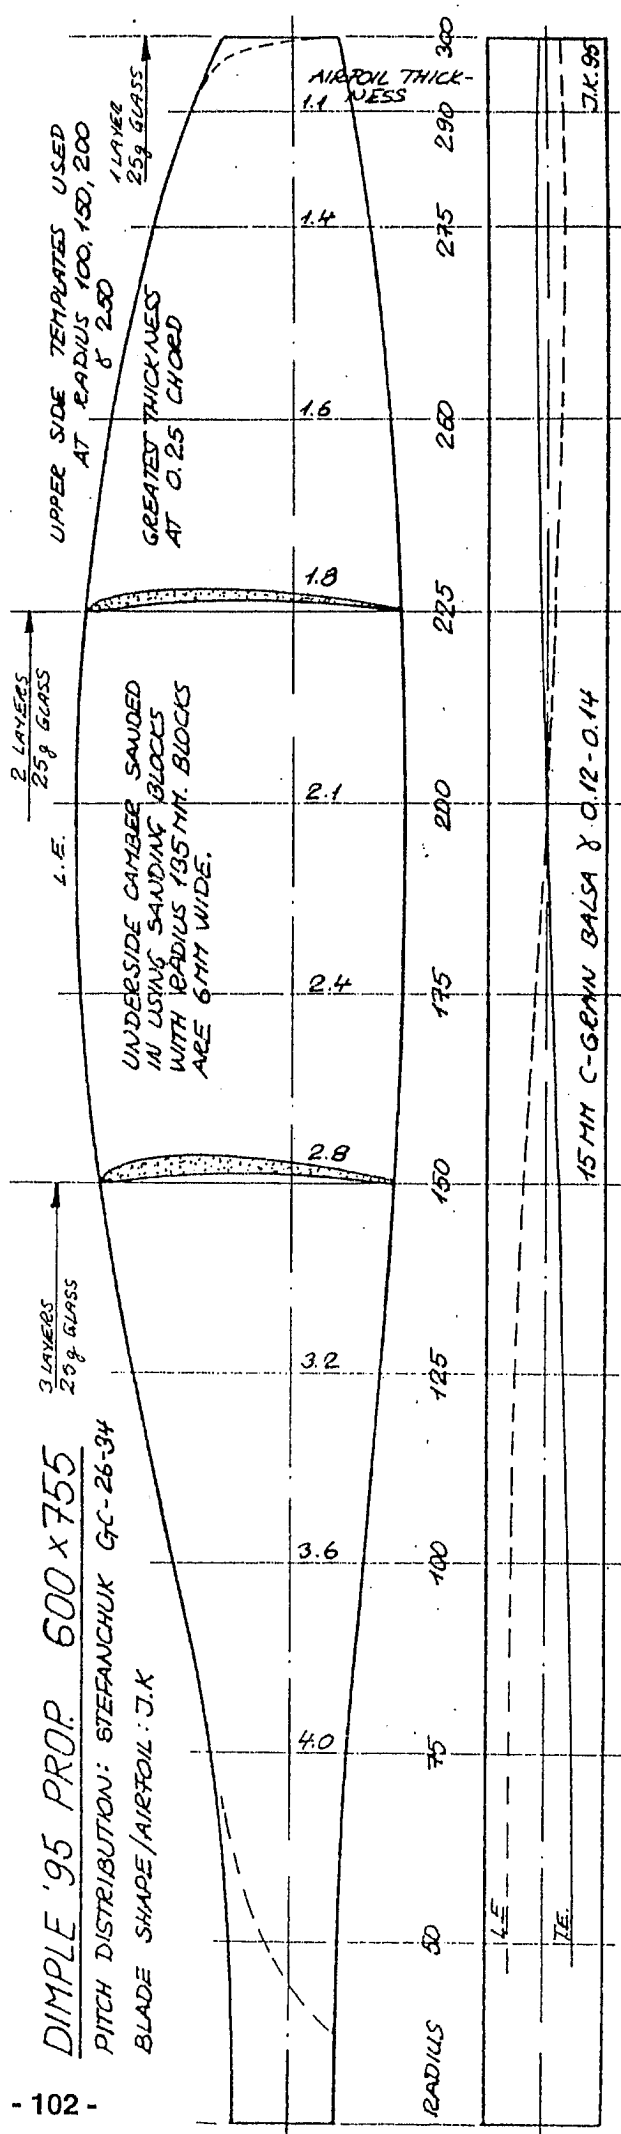 DIMPLE '95 PROP. 600 x 755
PITCH DISTRIBUTION: STEFANCHUK GC-26-34
BLADE SHAPE/AIRFOIL: J.K
3 LAYERS
25g GLASS
2 LAYERS
25g GLASS
1 LAYER
25g GLASS
L.E.
UPPER SIDE TEMPLATES USED
AT RADIUS 100, 150, 200
& 250
UNDERSIDE CAMBER SANDED
IN USING SANDING BLOCKS
WITH RADIUS 135 MM. BLOCKS
ARE 6 MM WIDE.
GREATEST THICKNESS
AT 0.25 CHORD
AIRFOIL THICK-
NESS
4.0 3.6 3.2 2.8 2.4 2.1 1.8 1.6 1.4 1.1
RADIUS 50 75 100 125 150 175 200 225 250 275 290 300
L.E
T.E.
15 MM C-GRAIN BALSA γ 0.12-0.14
J.K.95
- 102 -